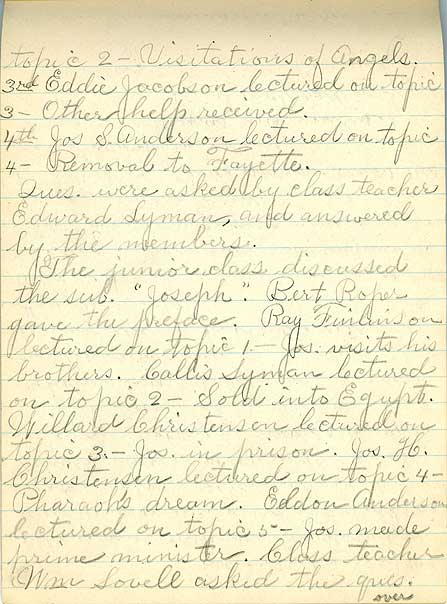 topic 2 - Visitations of Angels.
3rd Eddie Jacobson lectured on topic
3 - Other help received.
4th Jos S. Anderson lectured on topic
4 - Removal to Fayette.
Ques. were asked by class teacher
Edward Lyman, and answered
by the members.
The junior class discussed
the sub. "Joseph". Bert Roper
gave the preface. Ray Finlinson
lectured on topic 1 - Jos. visits his
brothers. Callis Lyman lectured
on topic 2 - Sold into Egypt.
Willard Christensen lectured on
topic 3. - Jos. in prison. Jos. H.
Christensen lectured on topic 4 -
Pharaoh's dream. Eddon Anderson
lectured on topic 5 - Jos. made
prime minister. Class teacher
Wm Lovell asked the ques.
over